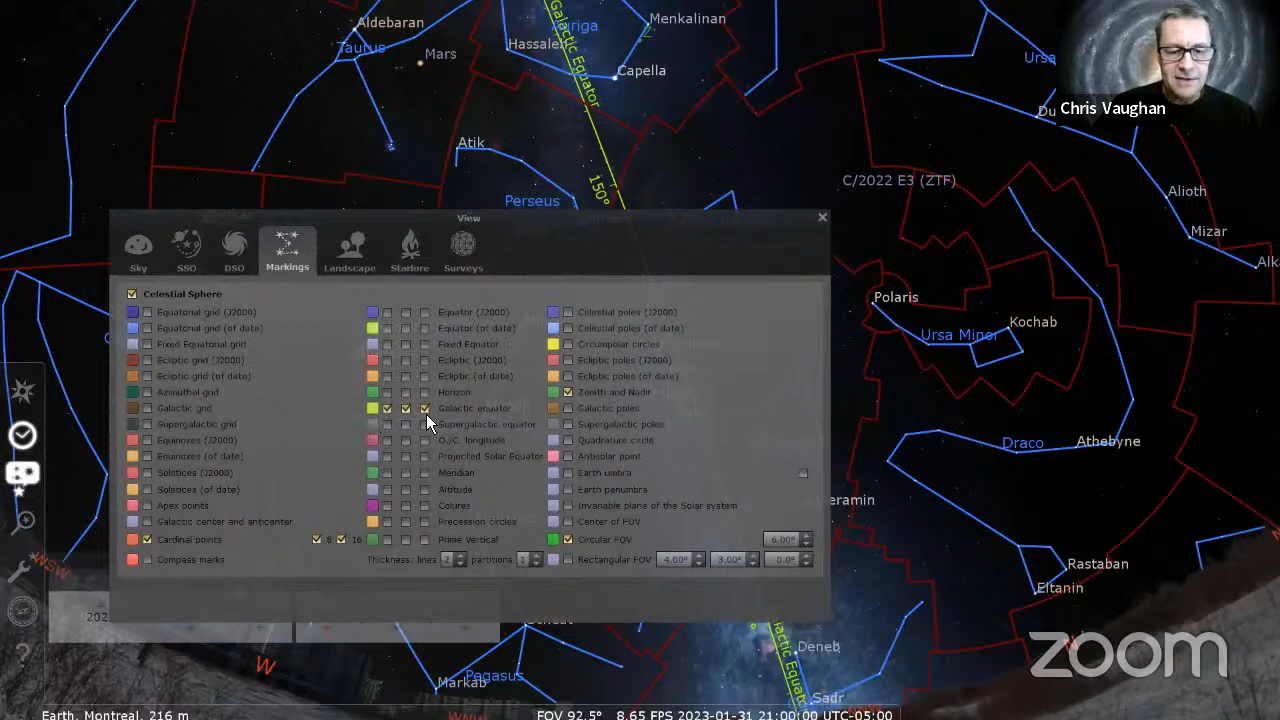 Aldebaran
Galactic Equator
Auriga
Menkalinan
Z
Taurus
Mars
Hassaleh
Capella
Ursa
Du
Chris Vaughan
Atik
150°
Perseus
C/2022 E3 (ZTF)
Alioth
Mizar
Alka
Polaris
Ursa Minor
Kochab
Draco
Athebyne
eramin
Rastaban
Eltanin
View
Sky SSO DSO Markings Landscape Starlore Surveys
Celestial Sphere
Equatorial grid (J2000) Equator (J2000) Celestial poles (J2000)
Equatorial grid (of date) Equator (of date) Celestial poles (of date)
Fixed Equatorial grid Fixed Equator Circumpolar circles
Ecliptic grid (J2000) Ecliptic (J2000) Ecliptic poles (J2000)
Ecliptic grid (of date) Ecliptic (of date) Ecliptic poles (of date)
Azimuthal grid Horizon Zenith and Nadir
Galactic grid Galactic equator Galactic poles
Supergalactic grid Supergalactic equator Supergalactic poles
Equinoxes (J2000) O./C. longitude Quadrature circle
Equinoxes (of date) Projected Solar Equator Antisolar point
Solstices (J2000) Meridian Earth umbra
Solstices (of date) Altitude Earth penumbra
Apex points Colures Invariable plane of the Solar system
Galactic center and anticenter Precession circles Center of FOV
Cardinal points 8 16 Prime Vertical Circular FOV 6.00°
Compass marks Thickness: lines 2 partitions 1 Rectangular FOV 4.00° 3.00° 0.0°
WSW
202
W
Markab
Pegasus
Galactic Equato
Deneb
Sadr
W
zoom
Earth, Montreal, 216 m FOV 92.5° 8.65 FPS 2023-01-31 21:00:00 UTC-05:00